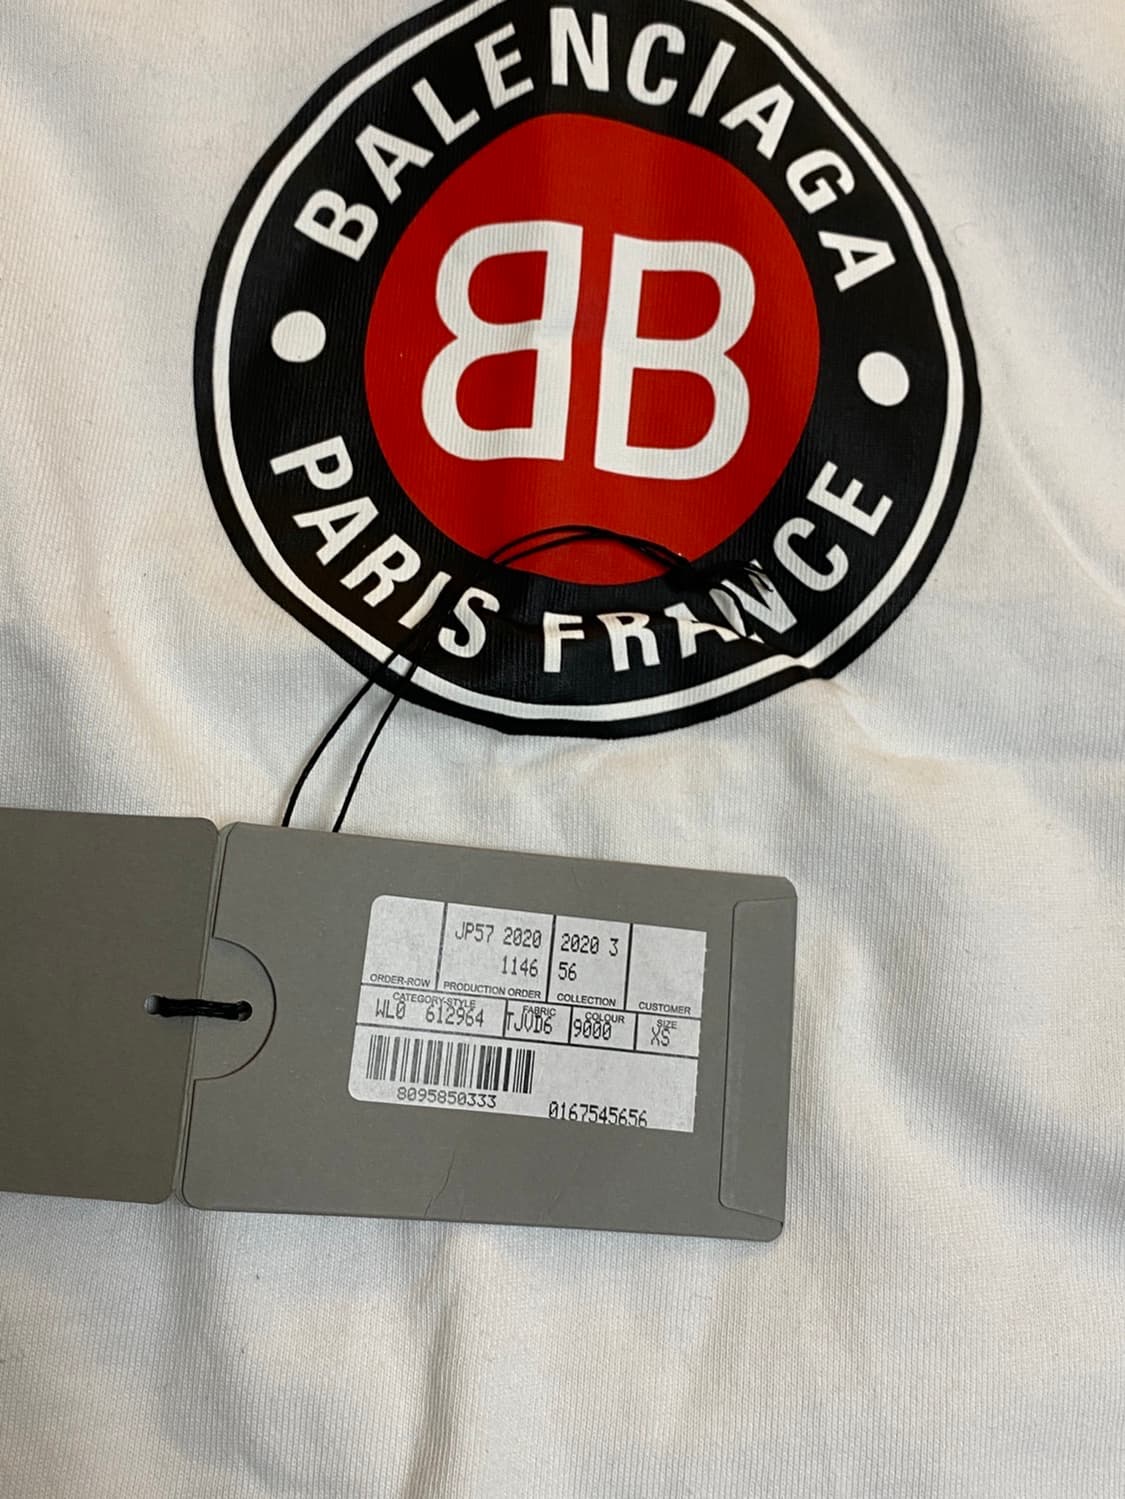 BALENCIAGA
BB
PARIS FRANCE
JP57 2020
1146
2020 3
56
ORDER-ROW
PRODUCTION ORDER
COLLECTION
CUSTOMER
CATEGORY-STYLE
FABRIC
COLOUR
SIZE
WL0 612964
TJVD6
9000
XS
8095850333
0167545656